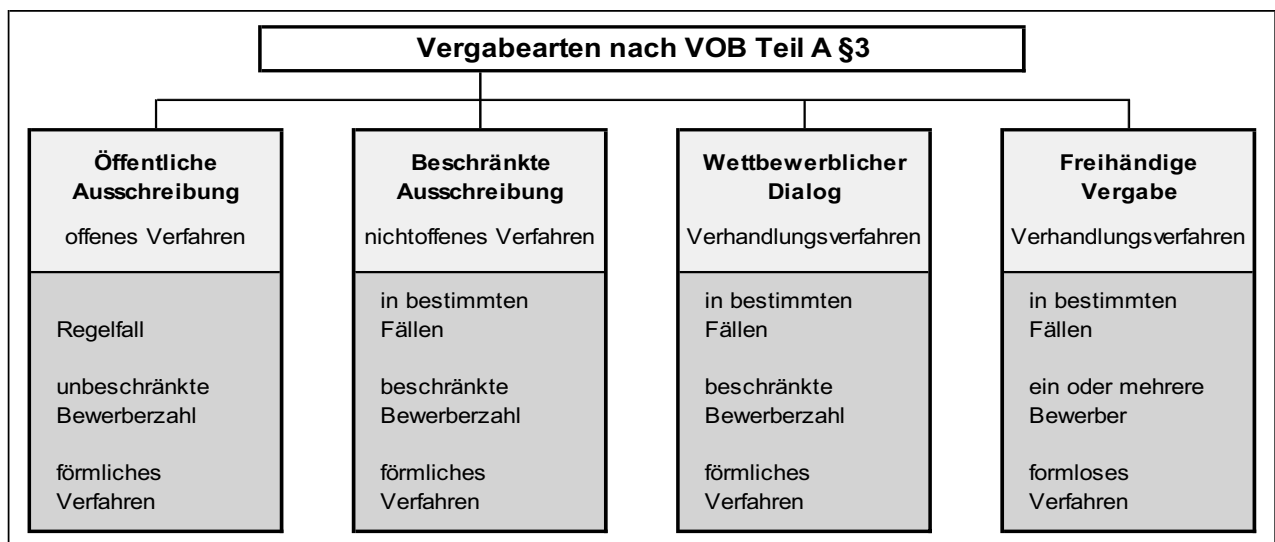 Vergabearten nach VOB Teil A §3
Öffentliche
Ausschreibung
offenes Verfahren
Regelfall
unbeschränkte
Bewerberzahl
förmliches
Verfahren
Beschränkte
Ausschreibung
nichtoffenes Verfahren
in bestimmten
Fällen
beschränkte
Bewerberzahl
förmliches
Verfahren
Wettbewerblicher
Dialog
Verhandlungsverfahren
in bestimmten
Fällen
beschränkte
Bewerberzahl
förmliches
Verfahren
Freihändige
Vergabe
Verhandlungsverfahren
in bestimmten
Fällen
ein oder mehrere
Bewerber
formloses
Verfahren